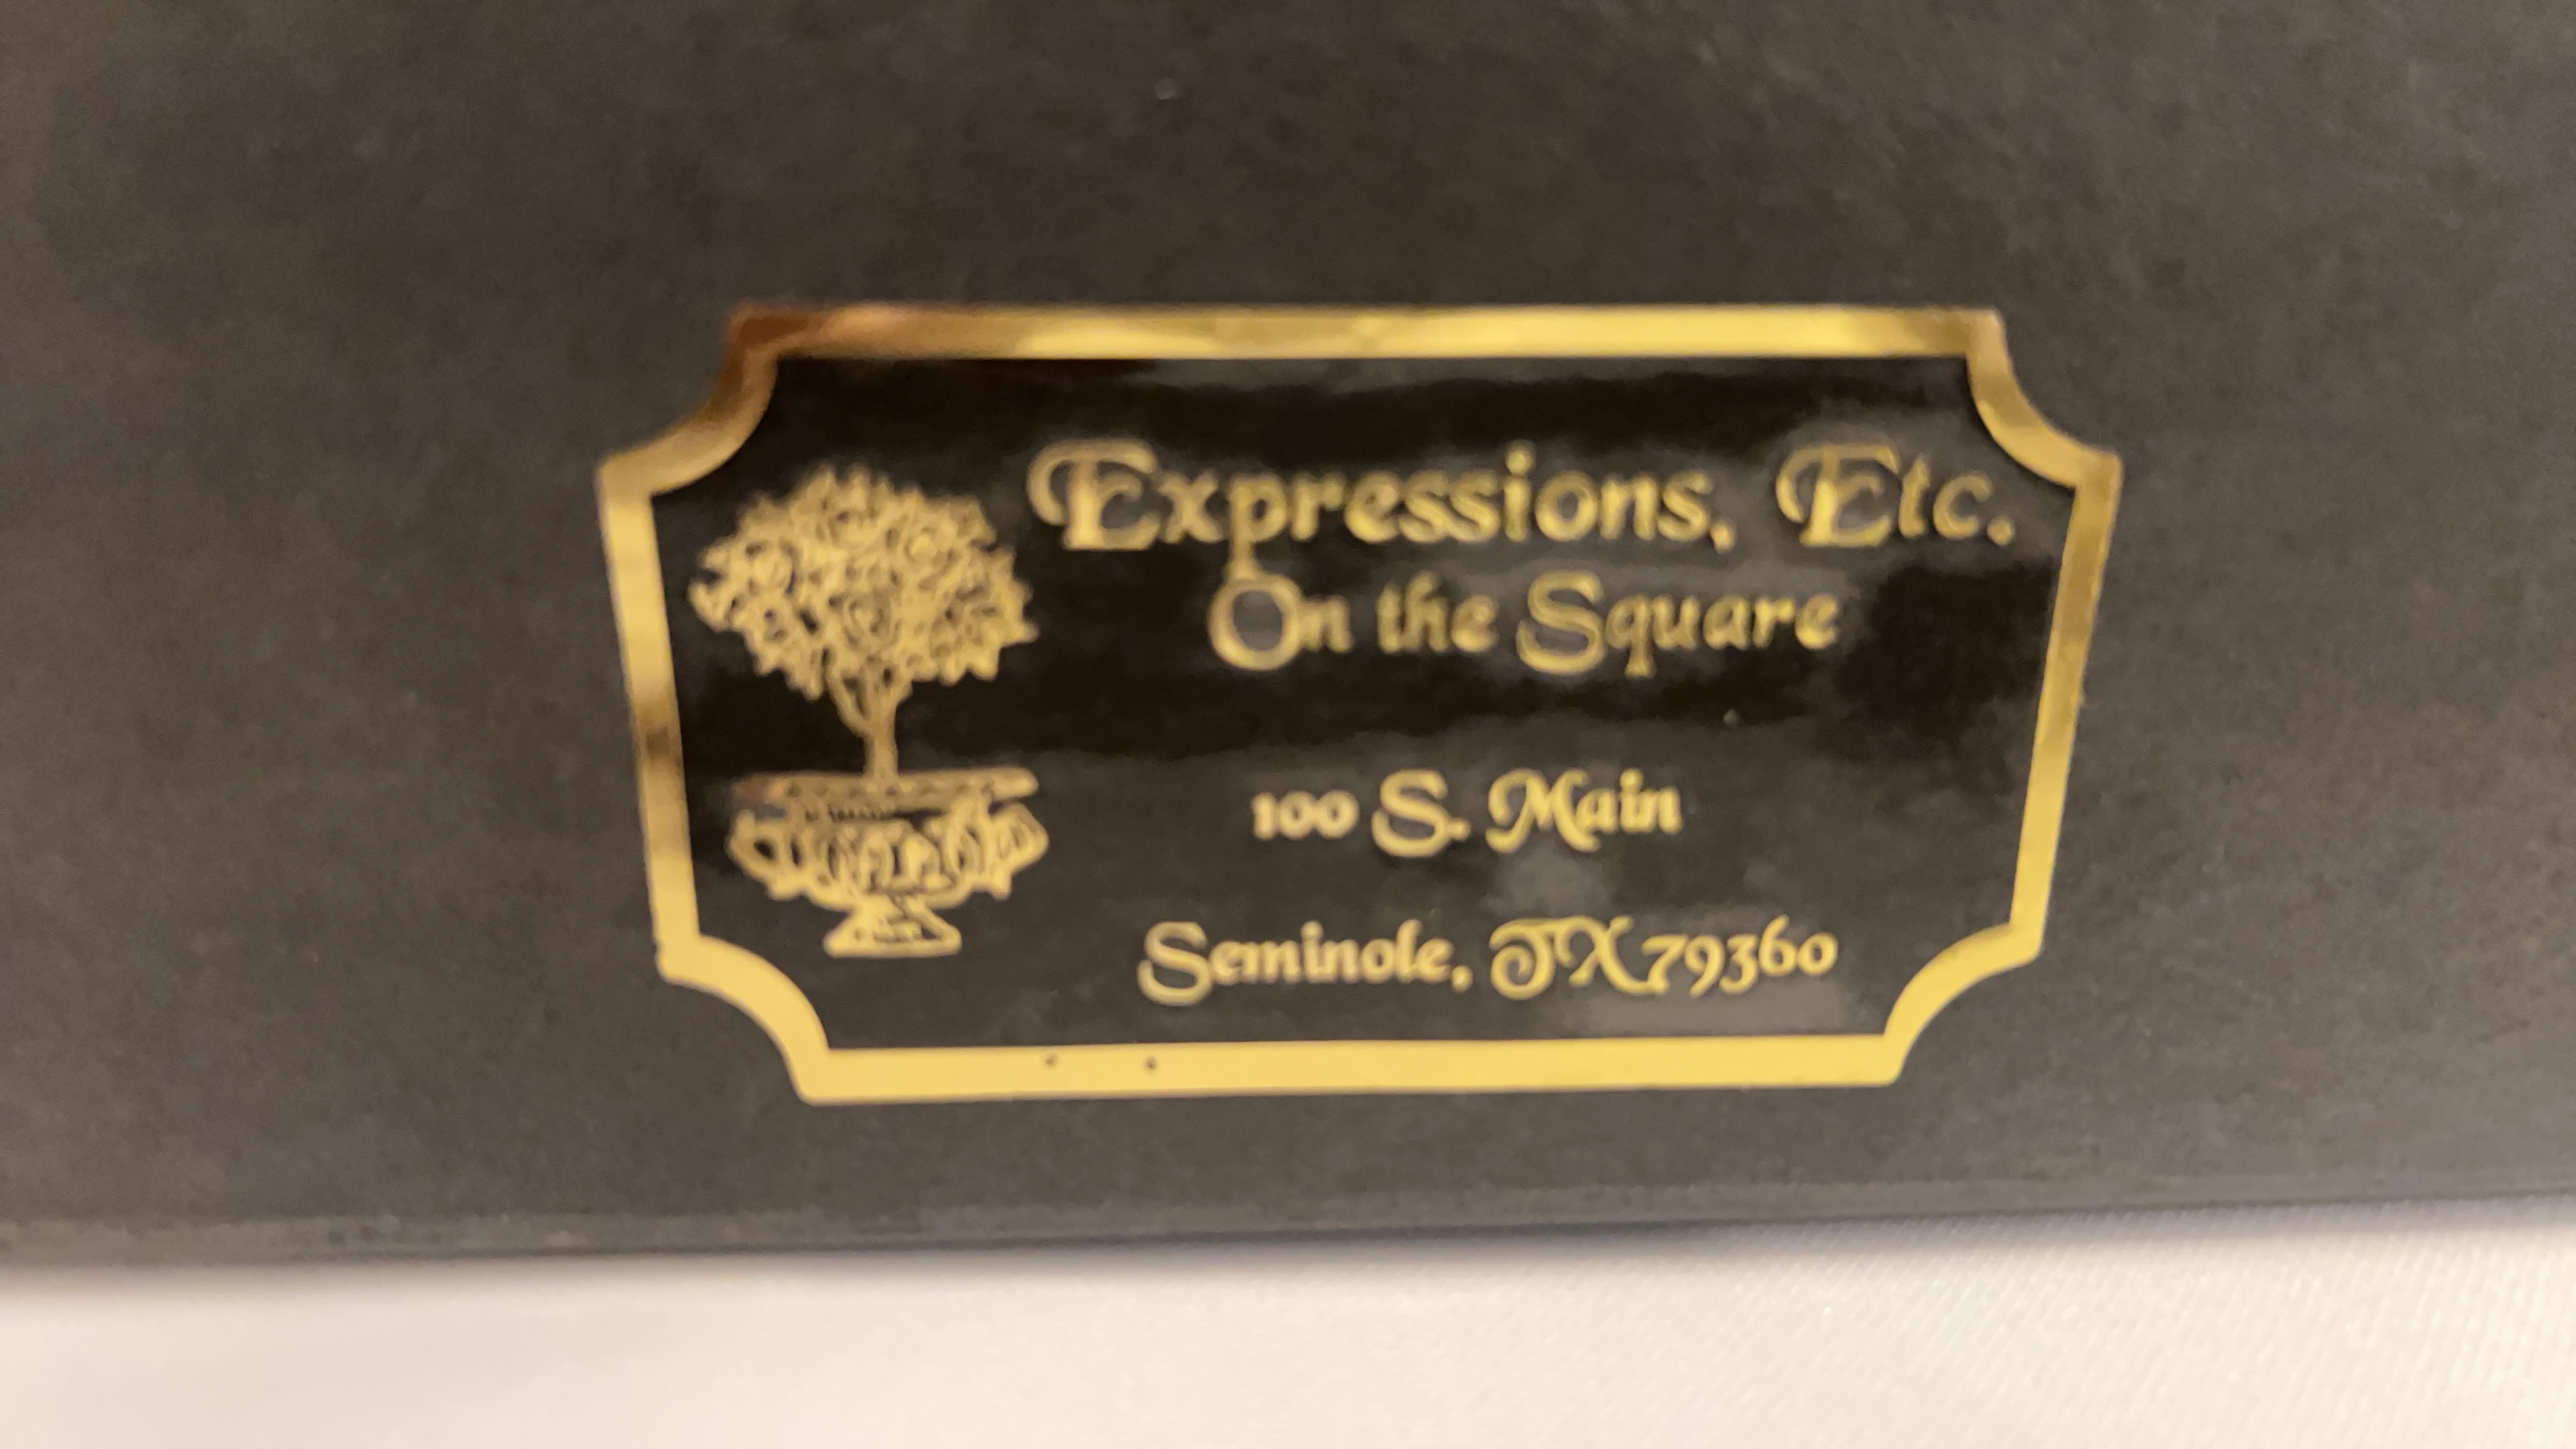 Expressions, Etc.
On the Square
100 S. Main
Seminole, TX 79360